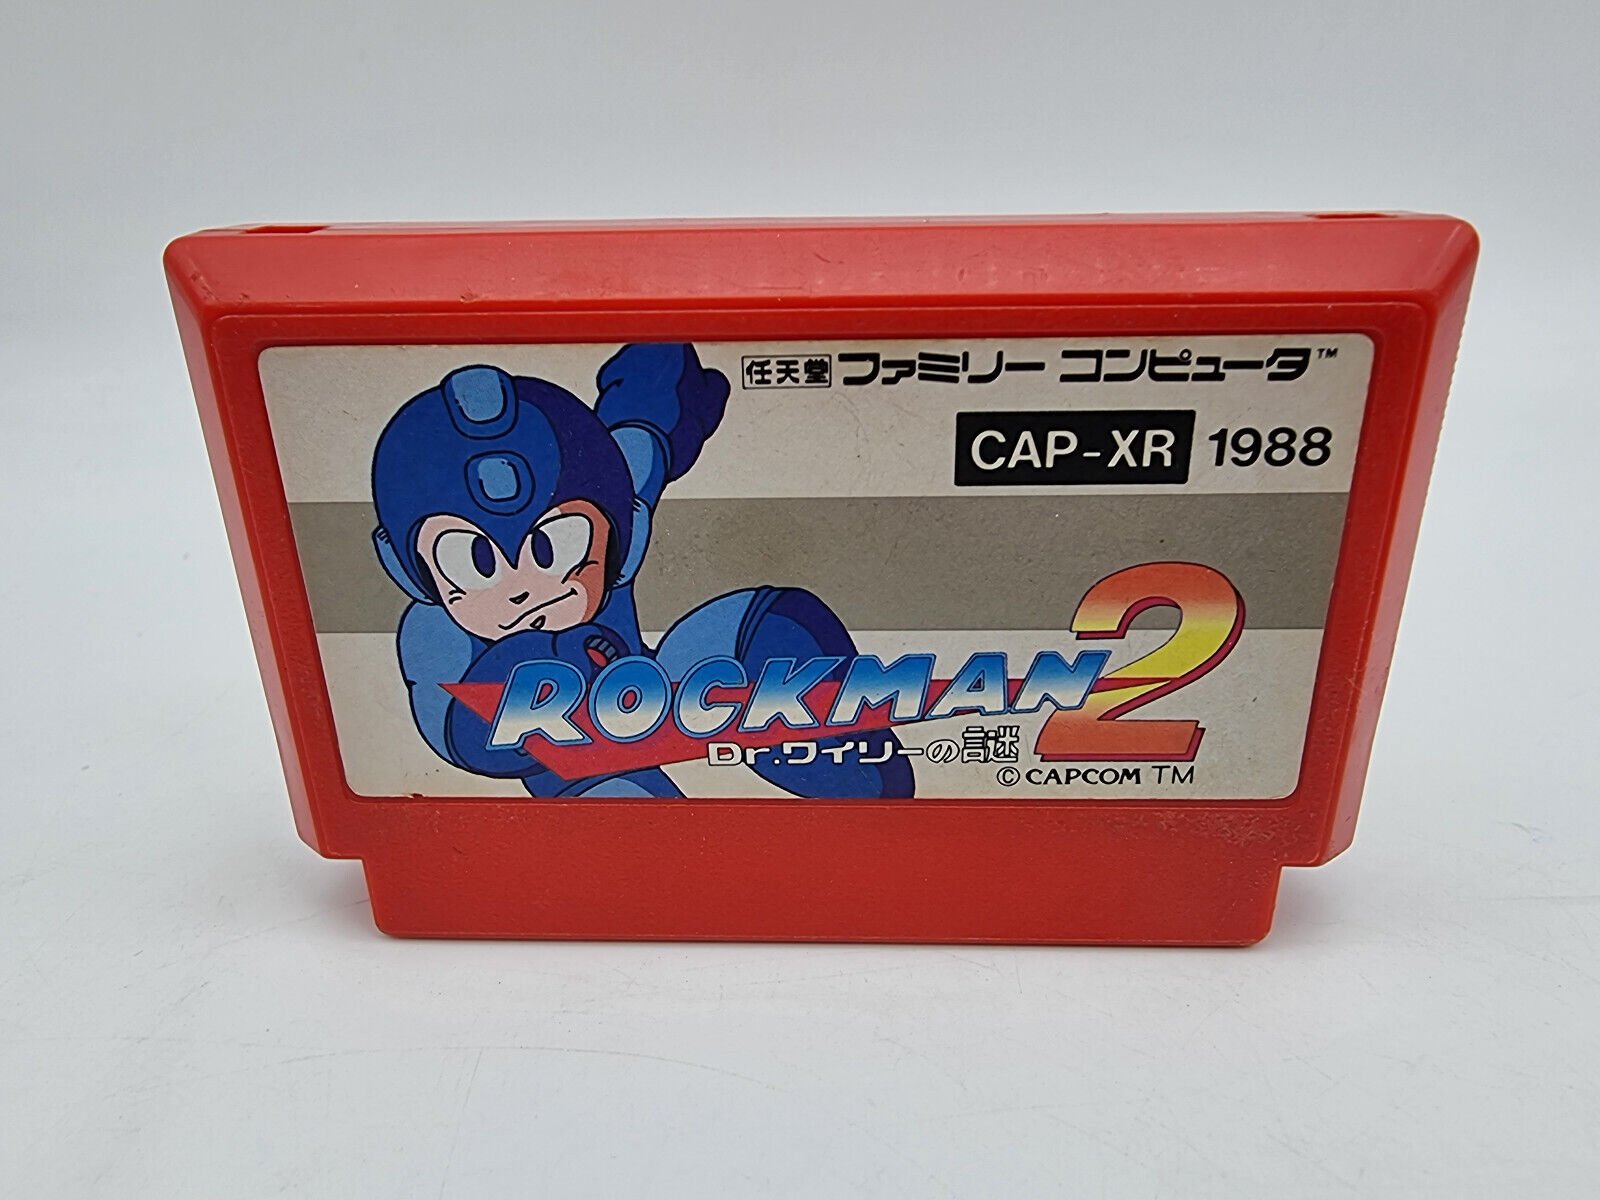 任天堂 ファミリー コンピュータ™
CAP-XR 1988
ROCKMAN 2
Dr.ワイリーの謎
© CAPCOM TM